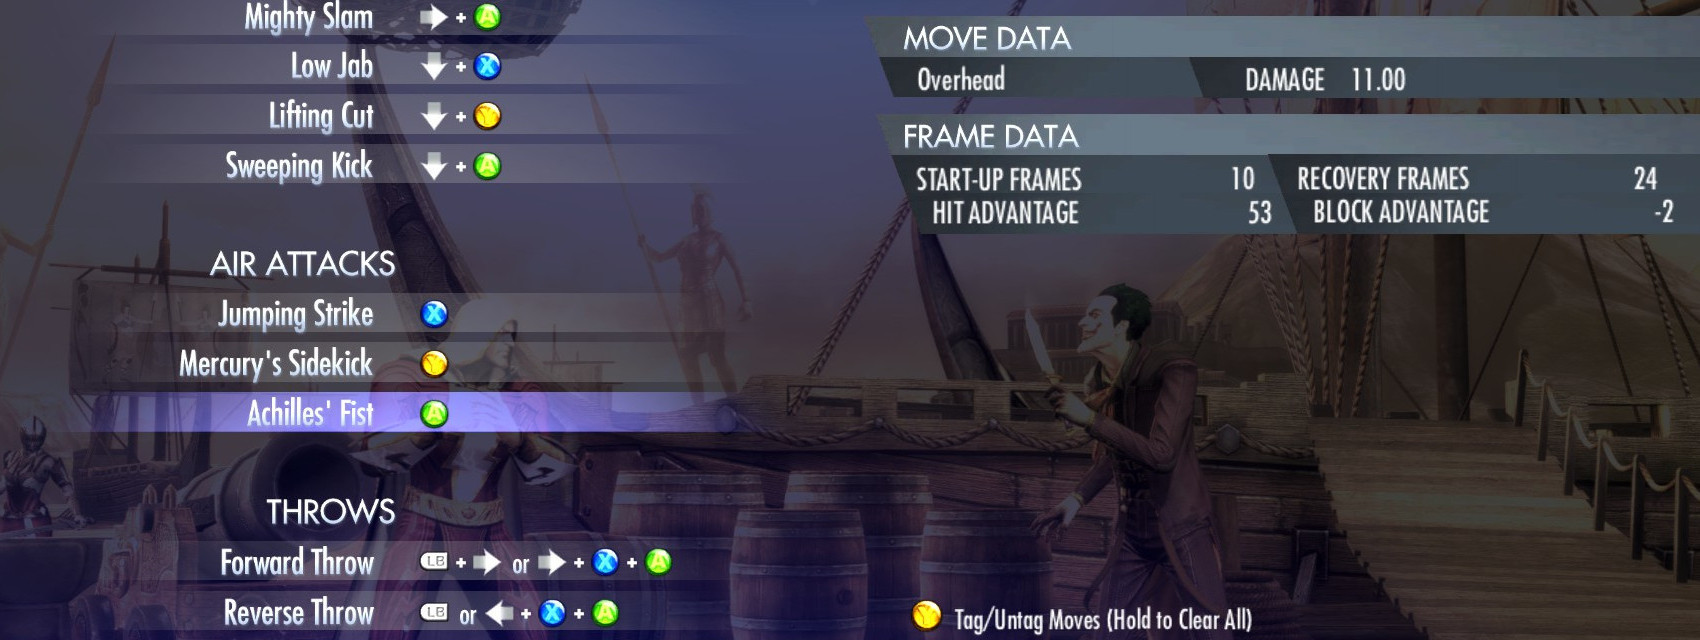 Mighty Slam + A
Low Jab + X
Lifting Cut + Y
Sweeping Kick + A
AIR ATTACKS
Jumping Strike X
Mercury's Sidekick Y
Achilles' Fist A
THROWS
Forward Throw LB + or + X + A
Reverse Throw LB or + X + A
MOVE DATA
Overhead DAMAGE 11.00
FRAME DATA
START-UP FRAMES 10 RECOVERY FRAMES 24
HIT ADVANTAGE 53 BLOCK ADVANTAGE -2
Y Tag/Untag Moves (Hold to Clear All)